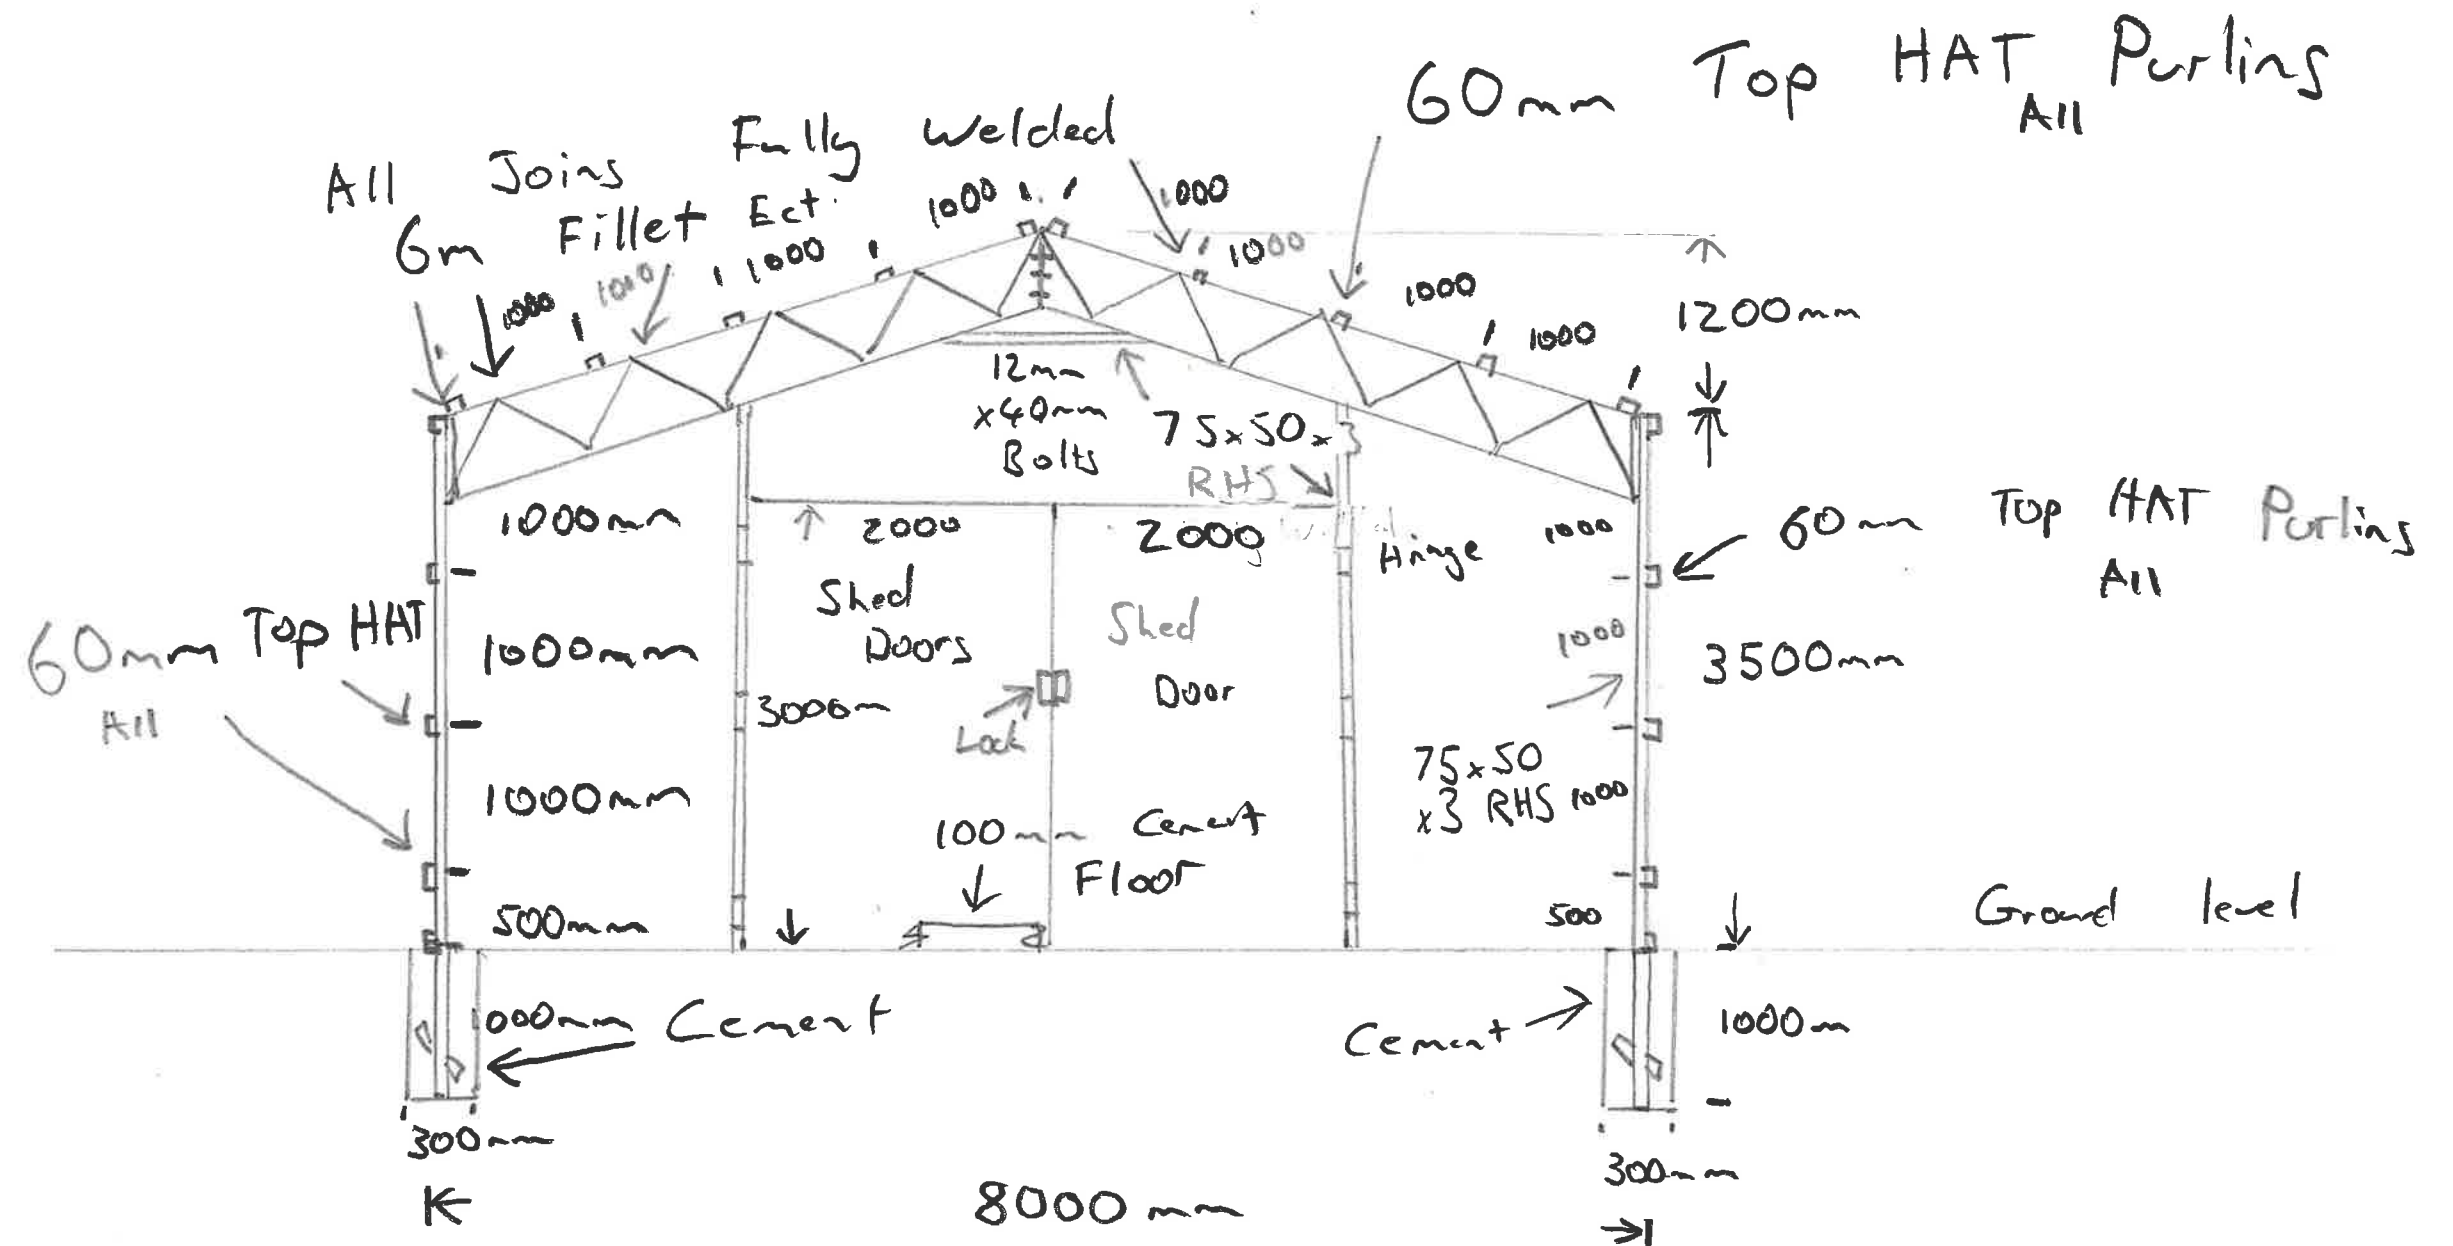 60mm Top HAT Purlins
All
All Joins Fully Welded
6m Fillet Ect.
1000
1000
1000
1000
1000
1000
1000
1000
1200mm
12mm
x40mm
Bolts
75x50x3
RHS
1000mm
2000
2000
Hinge
1000
60mm Top HAT Purlins
All
Shed
Doors
Shed
Door
60mm Top HAT
All
1000mm
1000
3500mm
3000m
Lock
75x50
x3 RHS
1000mm
1000
100mm Cement
Floor
500mm
500
Ground level
000mm Cement
Cement
1000m
300mm
300mm
8000mm